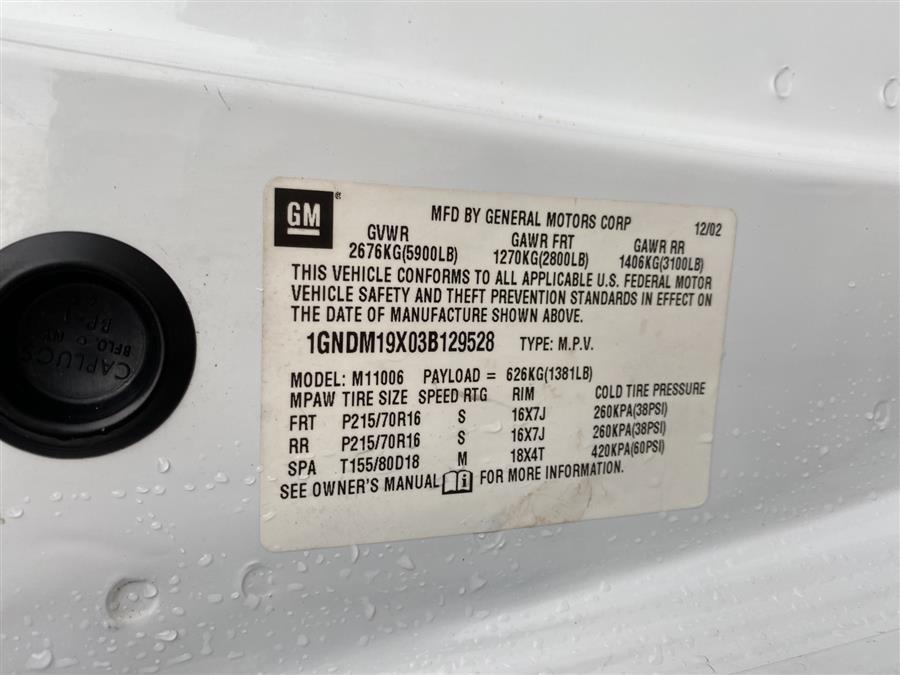 GM ®
MFD BY GENERAL MOTORS CORP 12/02
GVWR GAWR FRT GAWR RR
2676KG(5900LB) 1270KG(2800LB) 1406KG(3100LB)
THIS VEHICLE CONFORMS TO ALL APPLICABLE U.S. FEDERAL MOTOR
VEHICLE SAFETY AND THEFT PREVENTION STANDARDS IN EFFECT ON
THE DATE OF MANUFACTURE SHOWN ABOVE.
1GNDM19X03B129528 TYPE: M.P.V.
MODEL: M11006 PAYLOAD = 626KG(1381LB)
MPAW TIRE SIZE SPEED RTG RIM COLD TIRE PRESSURE
FRT P215/70R16 S 16X7J 260KPA(38PSI)
RR P215/70R16 S 16X7J 260KPA(38PSI)
SPA T155/80D18 M 18X4T 420KPA(60PSI)
SEE OWNER'S MANUAL i FOR MORE INFORMATION.
CAPLUGS
BFLO. NY